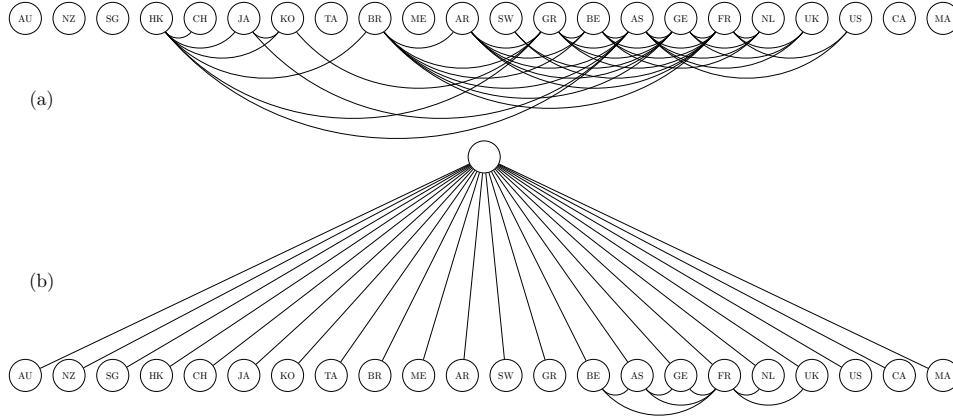 AU NZ SG HK CH JA KO TA BR ME AR SW GR BE AS GE FR NL UK US CA MA
(a)
(b)
AU NZ SG HK CH JA KO TA BR ME AR SW GR BE AS GE FR NL UK US CA MA